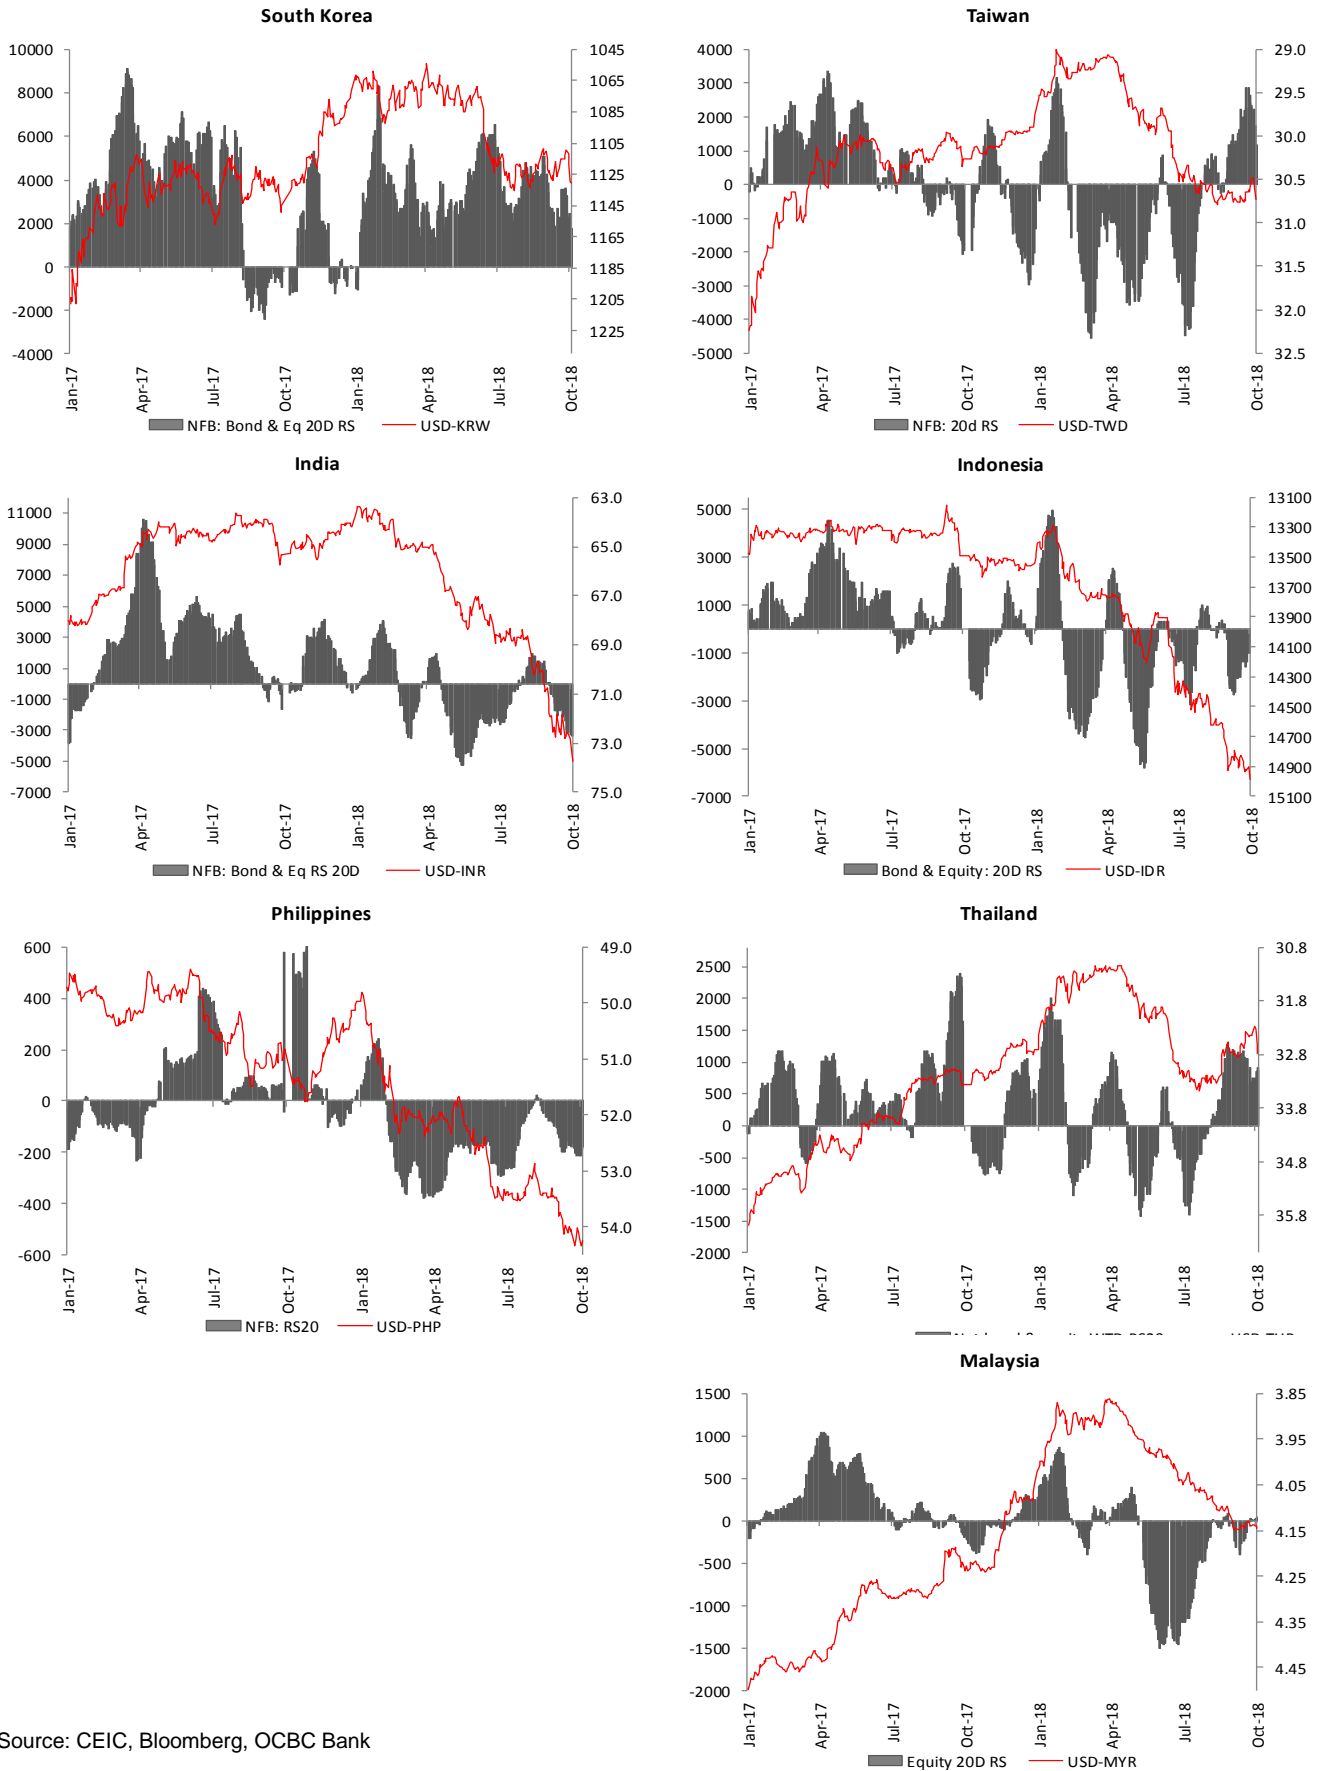 South Korea
10000
8000
6000
4000
2000
0
-2000
-4000
1045
1065
1085
1105
1125
1145
1165
1185
1205
1225
Jan-17
Apr-17
Jul-17
Oct-17
Jan-18
Apr-18
Jul-18
Oct-18
NFB: Bond & Eq 20D RS
USD-KRW
Taiwan
4000
3000
2000
1000
0
-1000
-2000
-3000
-4000
-5000
29.0
29.5
30.0
30.5
31.0
31.5
32.0
32.5
Jan-17
Apr-17
Jul-17
Oct-17
Jan-18
Apr-18
Jul-18
Oct-18
NFB: 20d RS
USD-TWD
India
11000
9000
7000
5000
3000
1000
-1000
-3000
-5000
-7000
63.0
65.0
67.0
69.0
71.0
73.0
75.0
Jan-17
Apr-17
Jul-17
Oct-17
Jan-18
Apr-18
Jul-18
Oct-18
NFB: Bond & Eq RS 20D
USD-INR
Indonesia
5000
3000
1000
-1000
-3000
-5000
-7000
13100
13300
13500
13700
13900
14100
14300
14500
14700
14900
15100
Jan-17
Apr-17
Jul-17
Oct-17
Jan-18
Apr-18
Jul-18
Oct-18
Bond & Equity: 20D RS
USD-IDR
Philippines
600
400
200
0
-200
-400
-600
49.0
50.0
51.0
52.0
53.0
54.0
Jan-17
Apr-17
Jul-17
Oct-17
Jan-18
Apr-18
Jul-18
Oct-18
NFB: RS20
USD-PHP
Thailand
2500
2000
1500
1000
500
0
-500
-1000
-1500
-2000
30.8
31.8
32.8
33.8
34.8
35.8
Jan-17
Apr-17
Jul-17
Oct-17
Jan-18
Apr-18
Jul-18
Oct-18
Malaysia
1500
1000
500
0
-500
-1000
-1500
-2000
3.85
3.95
4.05
4.15
4.25
4.35
4.45
Jan-17
Apr-17
Jul-17
Oct-17
Jan-18
Apr-18
Jul-18
Oct-18
Equity 20D RS
USD-MYR
Source: CEIC, Bloomberg, OCBC Bank